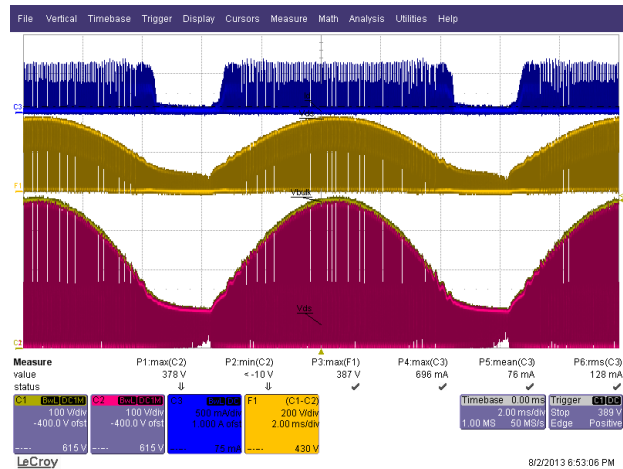 File Vertical Timebase Trigger Display Cursors Measure Math Analysis Utilities Help
C3
F1
Vbulk
Vds
C2
Measure P1:max(C2) P2:min(C2) P3:max(F1) P4:max(C3) P5:mean(C3) P6:rms(C3)
value 378 V < -10 V 387 V 696 mA 76 mA 128 mA
status
C1 BwL DC1M C2 BwL DC1M F1 (C1-C2) Timebase 0.00 ms Trigger C1 DC
100 V/div 100 V/div 500 mA/div 200 V/div 2.00 ms/div Stop 389 V
-400.0 V ofst -400.0 V ofst 2.00 ms/div 1.00 MS 50 MS/s Edge Positive
615 V 615 V 430 V
LeCroy 8/2/2013 6:53:06 PM